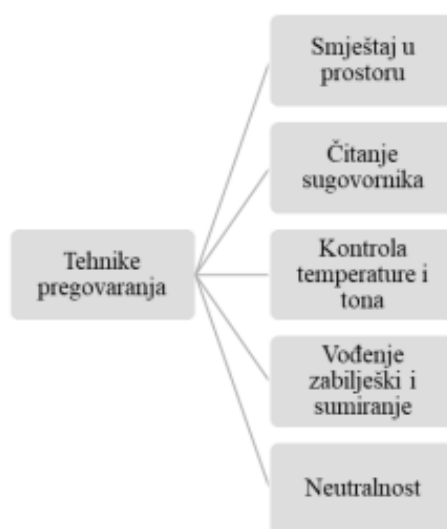 Smještaj u
prostoru
Čitanje
sugovornika
Tehnike
pregovaranja
Kontrola
temperature i
tona
Vođenje
zabilješki i
sumiranje
Neutralnost